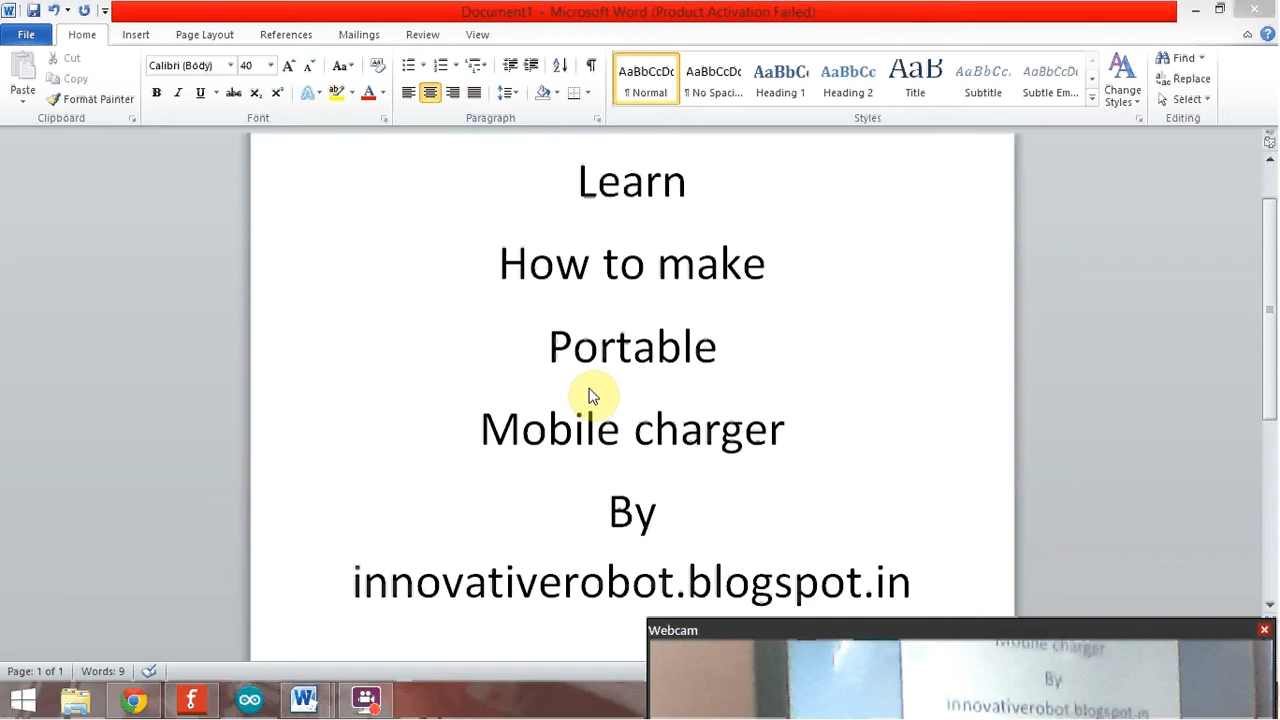 Document1 - Microsoft Word (Product Activation Failed)
File Home Insert Page Layout References Mailings Review View
Cut
Copy
Format Painter
Paste
Clipboard
Calibri (Body) 40
Font
Paragraph
AaBbCcDc AaBbCcDc AaBbC AaBbCc AaB AaBbCc. AaBbCcDc
¶ Normal ¶ No Spaci... Heading 1 Heading 2 Title Subtitle Subtle Em...
Styles
Change Styles
Find
Replace
Select
Editing
Learn
How to make
Portable
Mobile charger
By
innovativerobot.blogspot.in
Webcam
Mobile charger
By
innovativerobot.blogspot.in
Page: 1 of 1 Words: 9